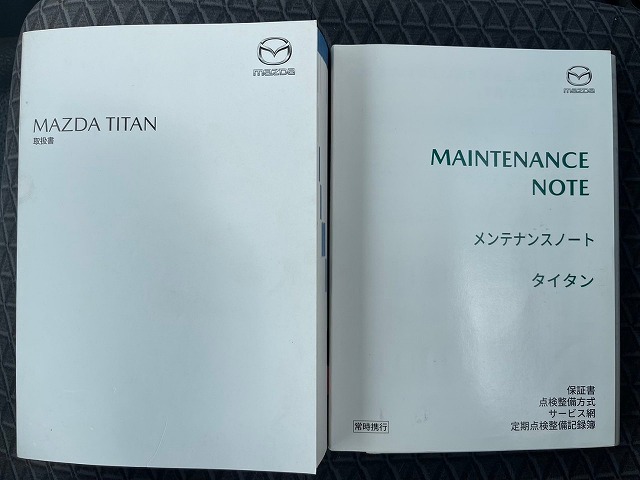 mazda
MAZDA TITAN
取扱書
mazda
MAINTENANCE
NOTE
メンテナンスノート
タイタン
保証書
点検整備方式
サービス網
定期点検整備記録簿
常時携行